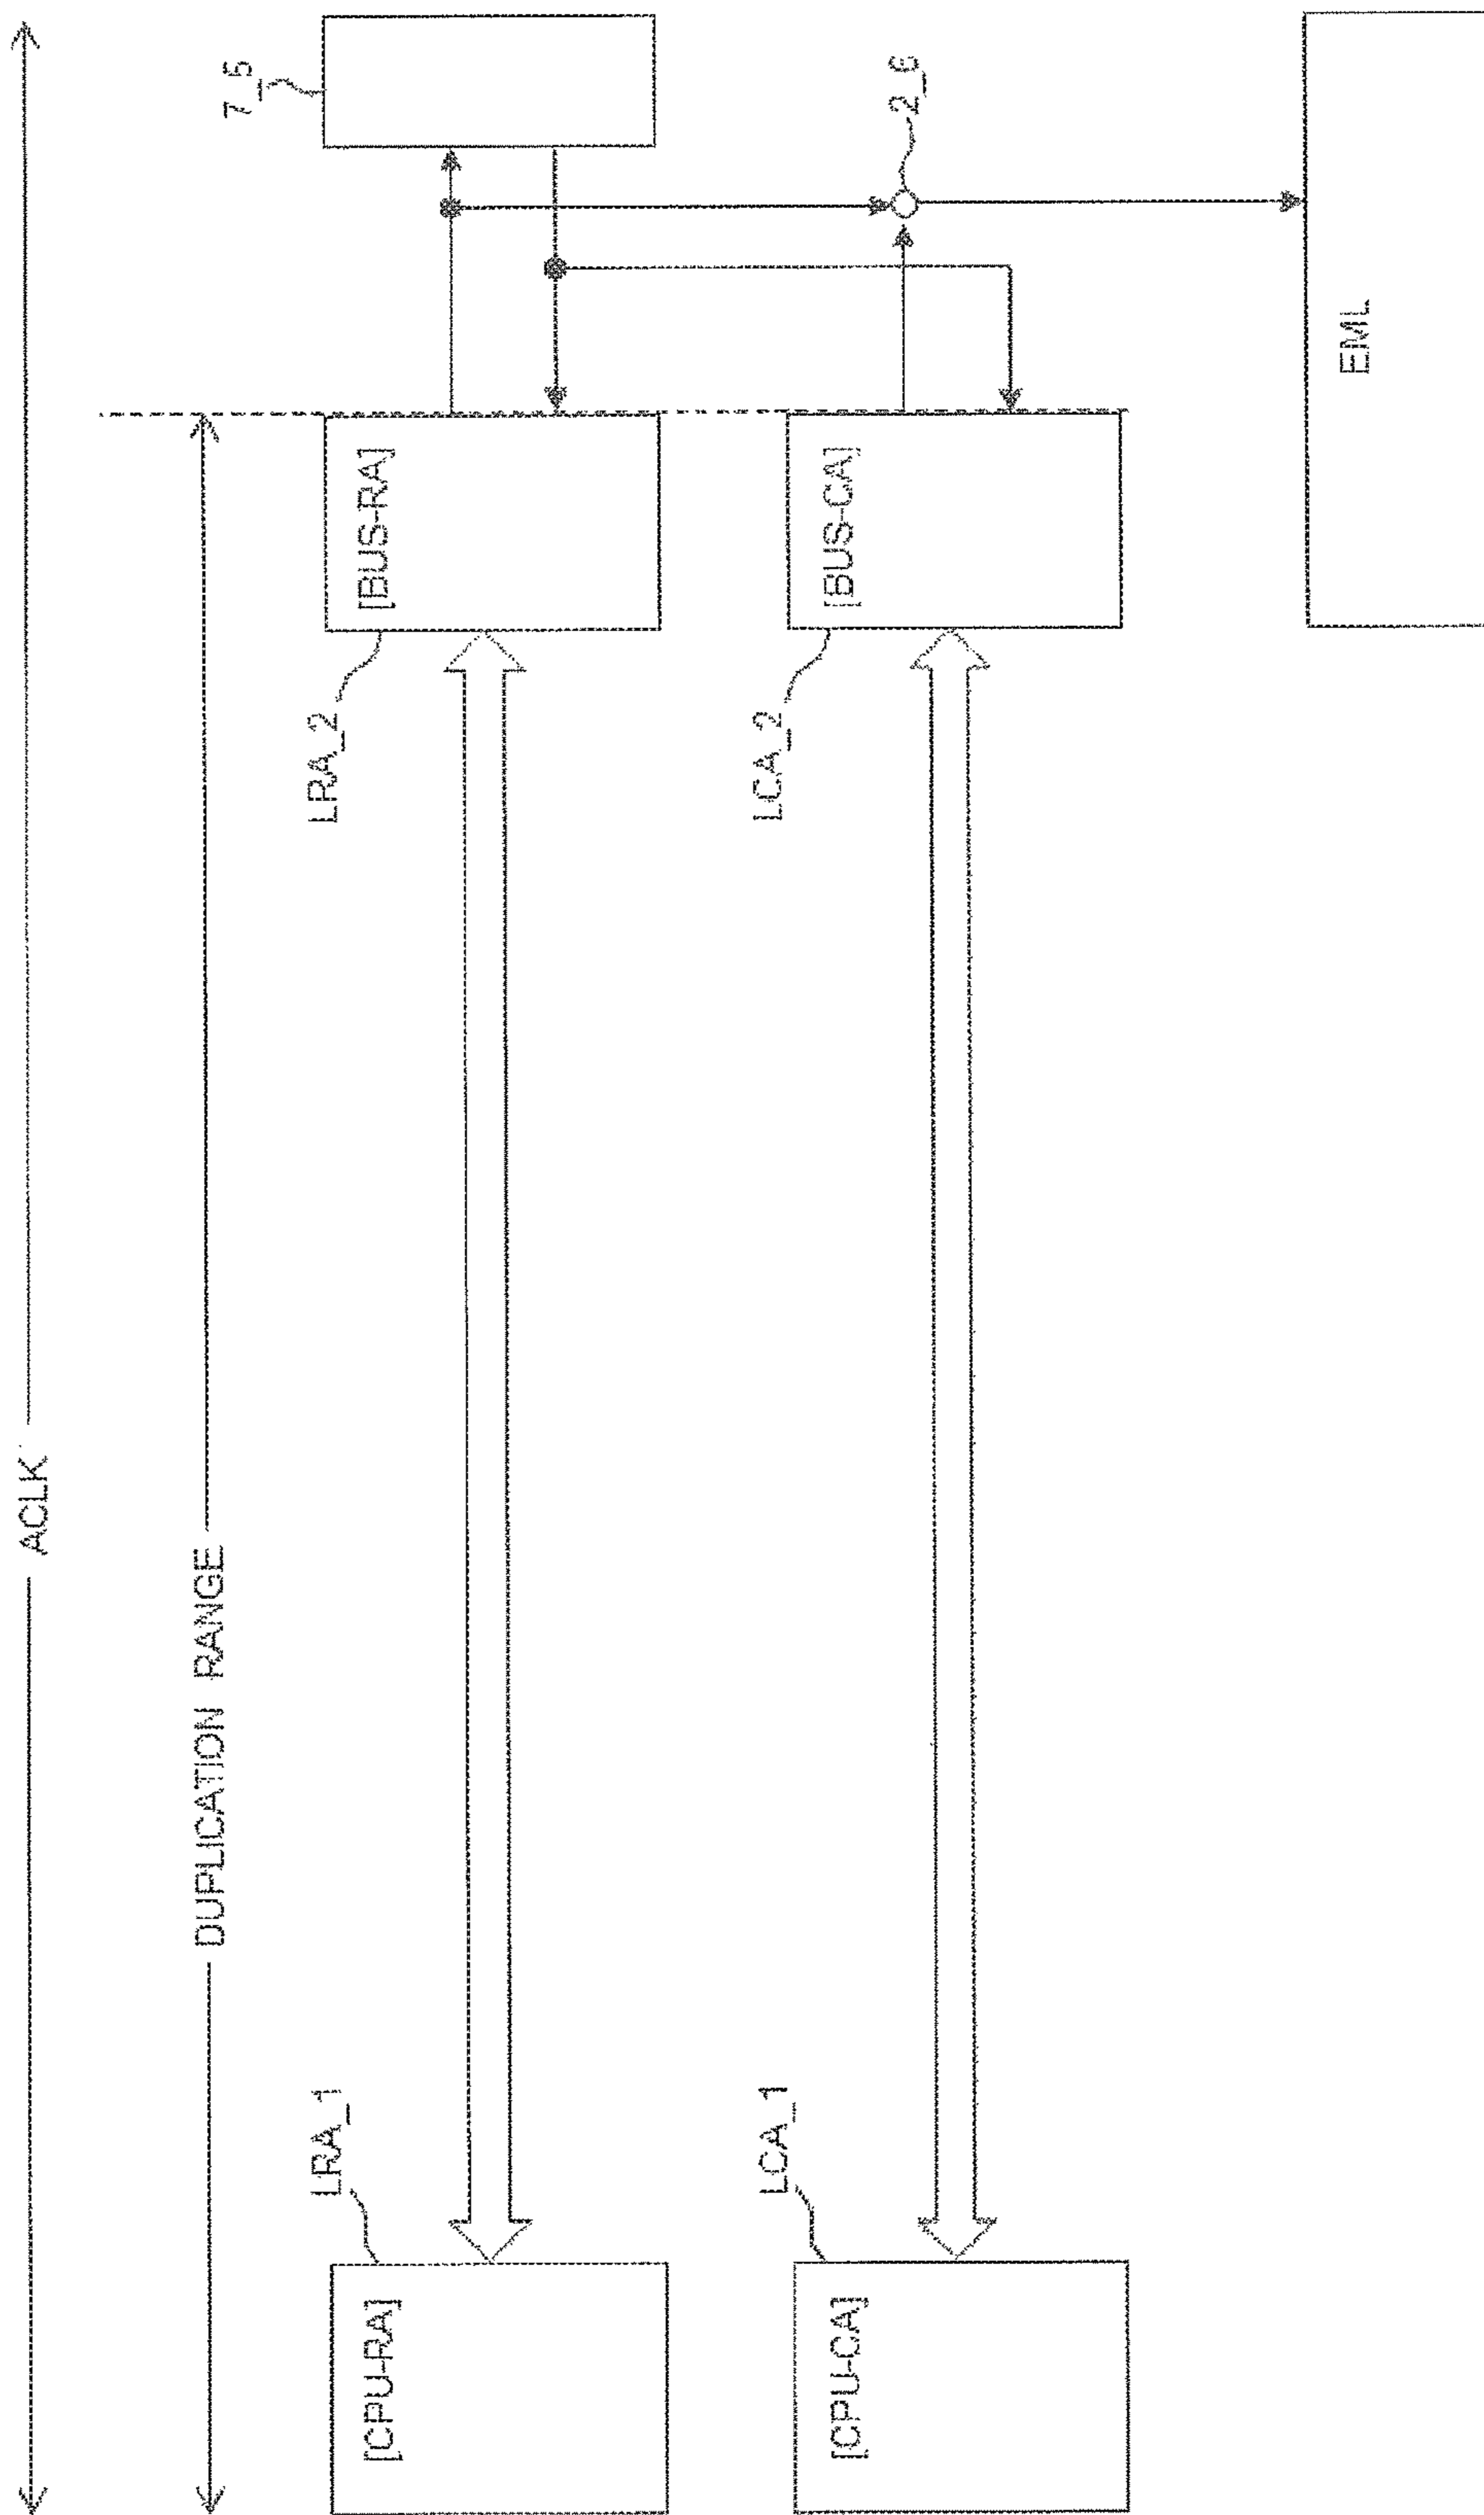 ACLK
DUPLICATION RANGE
LRA_1
[CPU-RA]
LRA_2
[BUS-RA]
7_5
LCA_1
[CPU-CA]
LCA_2
[BUS-CA]
2_6
EML